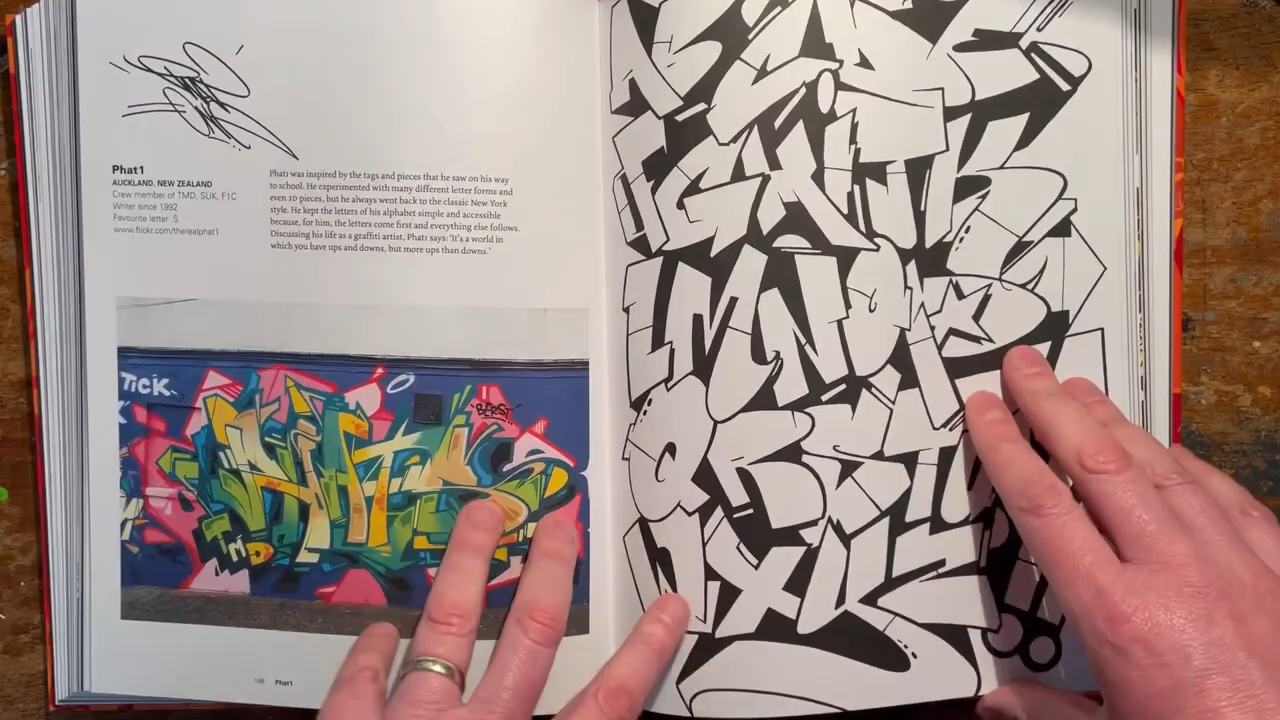 Phat1
AUCKLAND, NEW ZEALAND
Crew member of TMD, SUK, F1C
Writer since 1992
Favourite letter: S
www.flickr.com/therealphat1
Phat1 was inspired by the tags and pieces that he saw on his way
to school. He experimented with many different letter forms and
even 3D pieces, but he always went back to the classic New York
style. He kept the letters of his alphabet simple and accessible
because, for him, the letters come first and everything else follows.
Discussing his life as a graffiti artist, Phat1 says: 'It's a world in
which you have ups and downs, but more ups than downs.'
TICK
K
BERST
TMD
Phat1
A B C D E
F G H I J K
L M N O P
Q R S T U
V W X Y Z